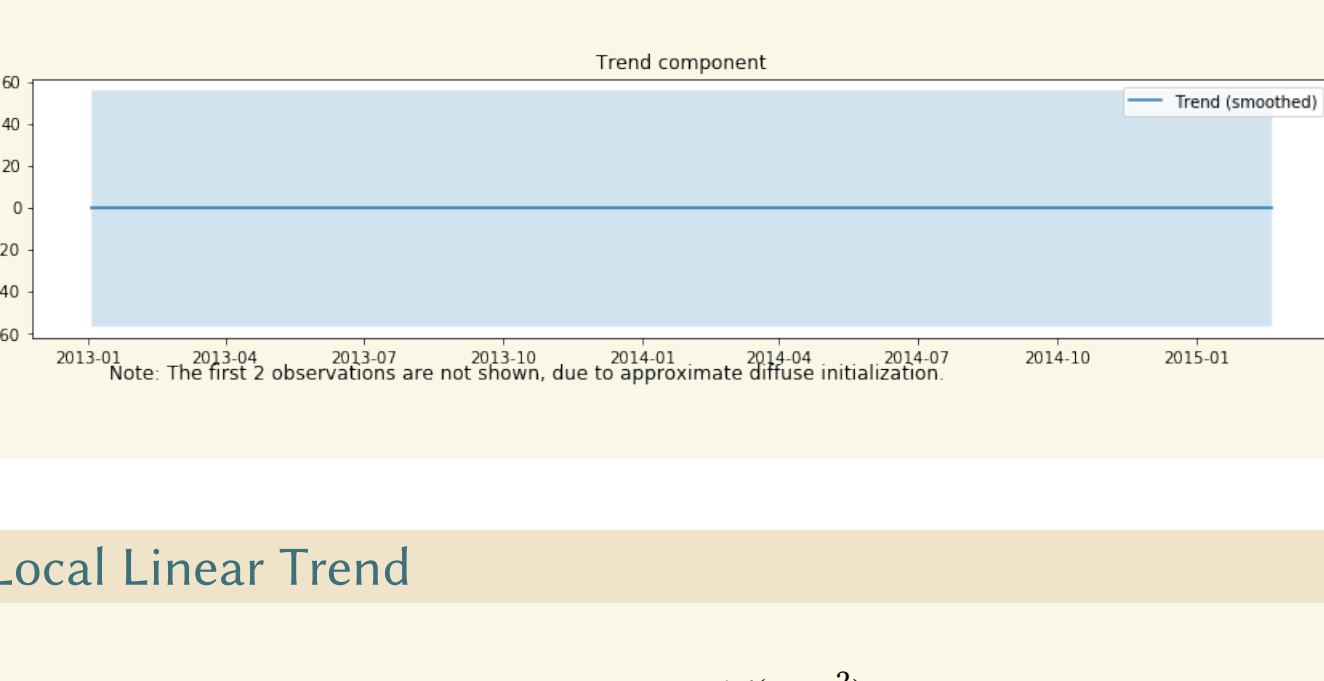 Trend component
60
Trend (smoothed)
40
20
0
20
40
60
2013-01 2013-04 2013-07 2013-10 2014-01 2014-04 2014-07 2014-10 2015-01
Note: The first 2 observations are not shown, due to approximate diffuse initialization.
Local Linear Trend